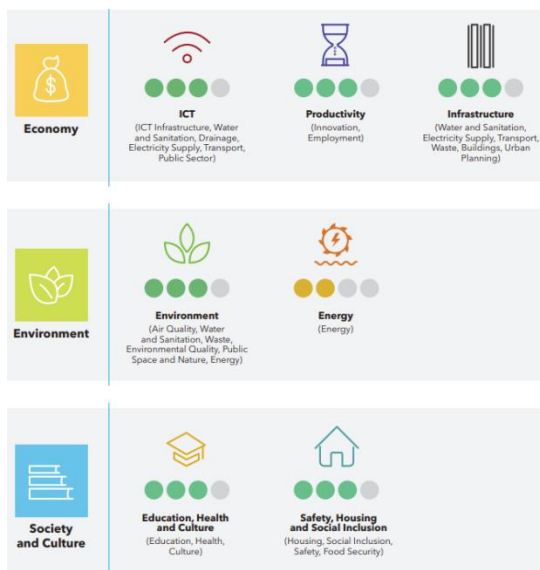 $
Economy
ICT
(ICT Infrastructure, Water
and Sanitation, Drainage,
Electricity Supply, Transport,
Public Sector)
Productivity
(Innovation,
Employment)
Infrastructure
(Water and Sanitation,
Electricity Supply, Transport,
Waste, Buildings, Urban
Planning)
Environment
Environment
(Air Quality, Water
and Sanitation, Waste,
Environmental Quality, Public
Space and Nature, Energy)
Energy
(Energy)
Society
and Culture
Education, Health
and Culture
(Education, Health,
Culture)
Safety, Housing
and Social Inclusion
(Housing, Social Inclusion,
Safety, Food Security)